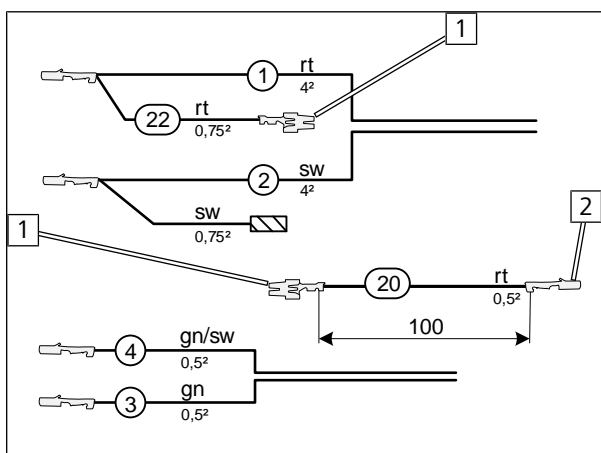 1
1 rt
4²
22 rt
0,75²
2 sw
4²
sw
0,75²
1
2
20 rt
0,5²
100
4 gn/sw
0,5²
3 gn
0,5²